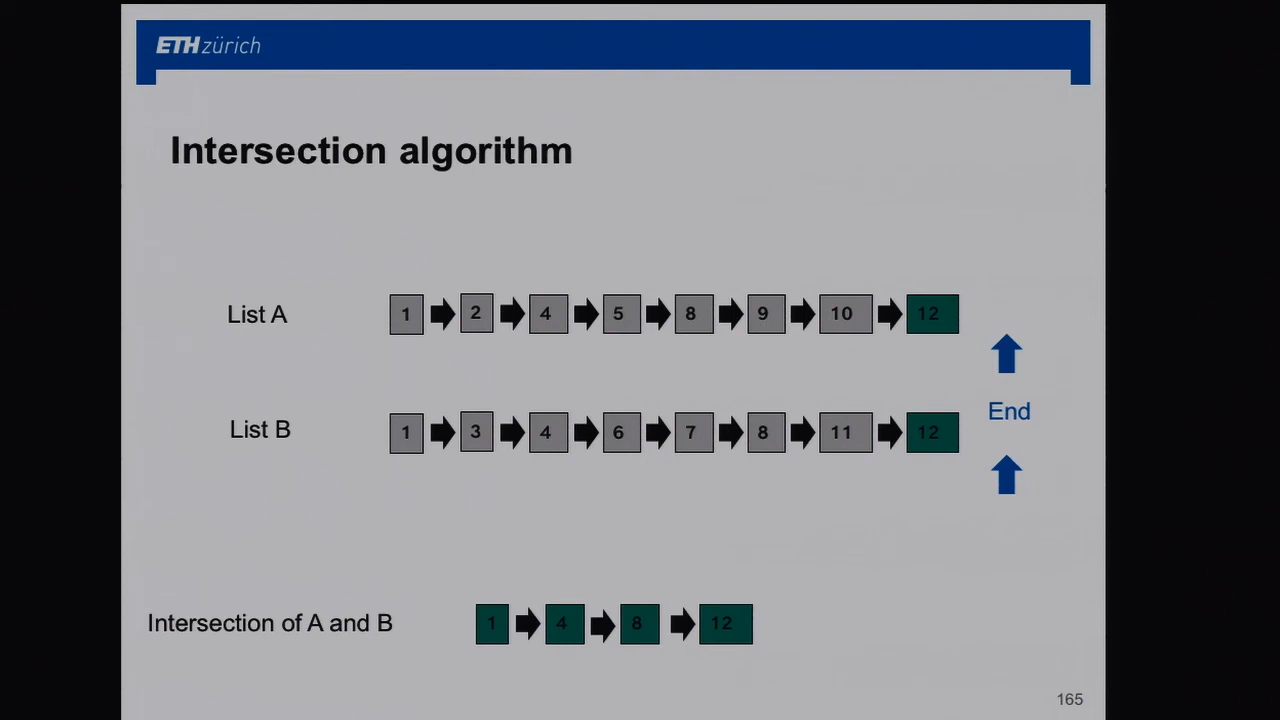 ETH zürich
Intersection algorithm
List A 1 2 4 5 8 9 10 12
End
List B 1 3 4 6 7 8 11 12
Intersection of A and B 1 4 8 12
165